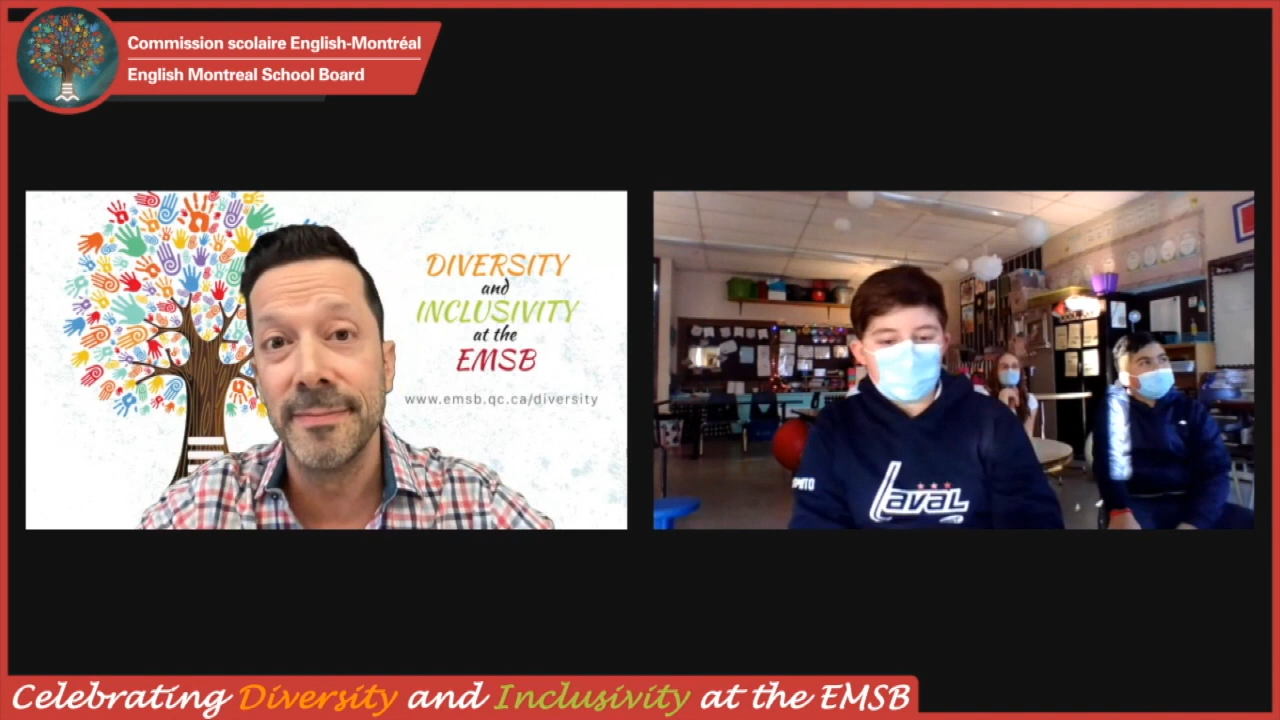 Commission scolaire English-Montréal
English Montreal School Board
DIVERSITY
and
INCLUSIVITY
at the
EMSB
www.emsb.qc.ca/diversity
Laval
Celebrating Diversity and Inclusivity at the EMSB